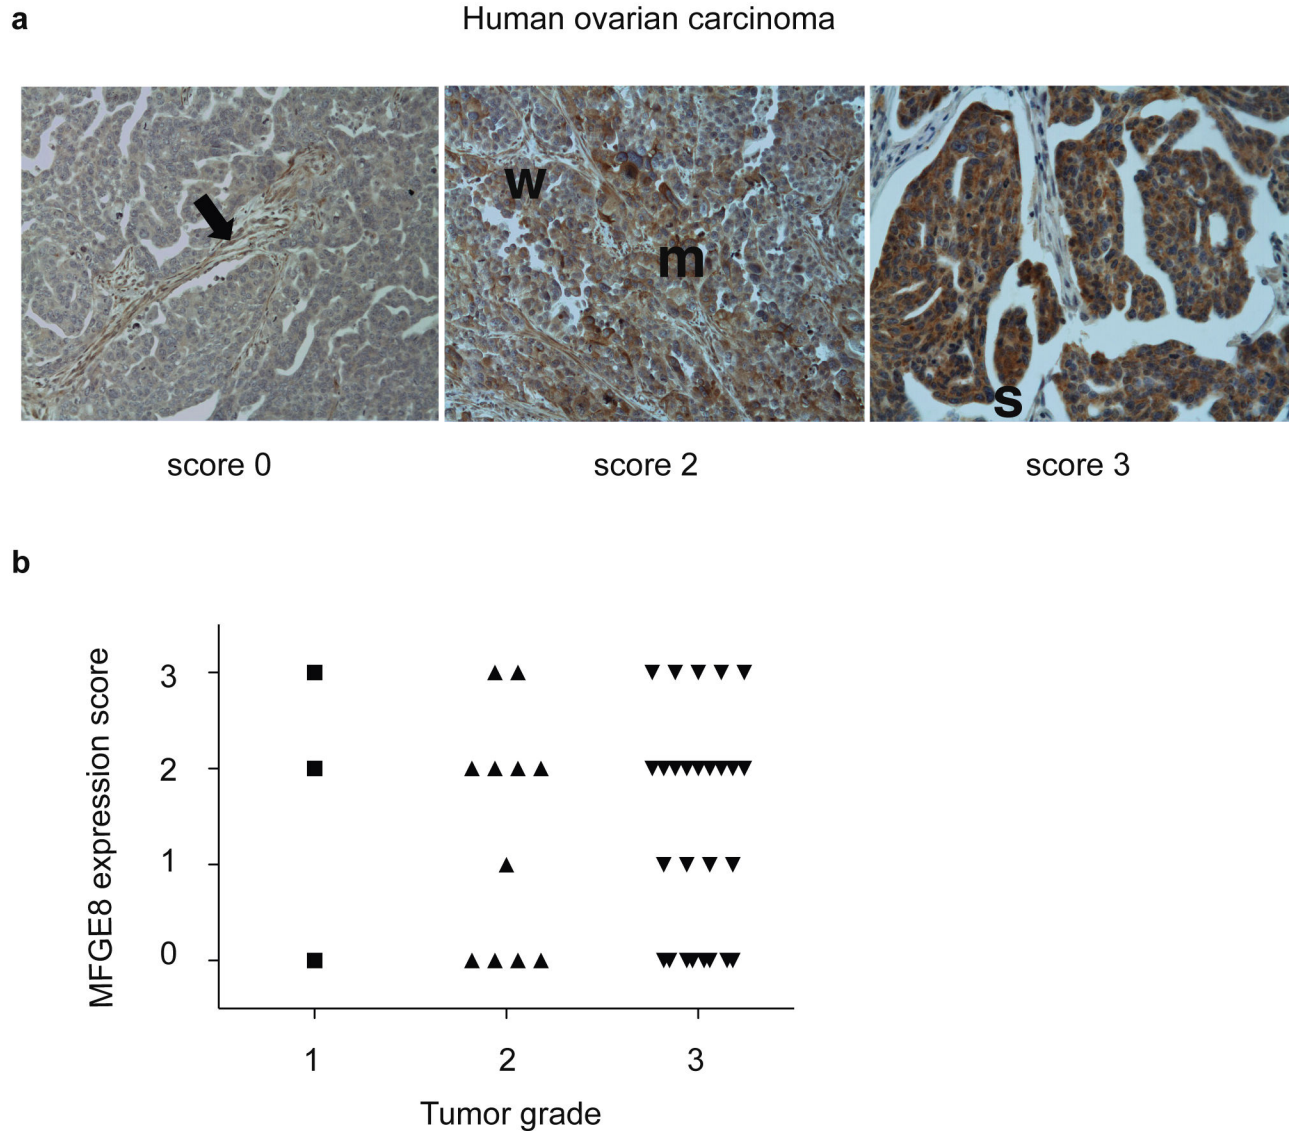 a
Human ovarian carcinoma
w
m
s
score 0
score 2
score 3
b
MFGE8 expression score
3
2
1
0
1
2
3
Tumor grade